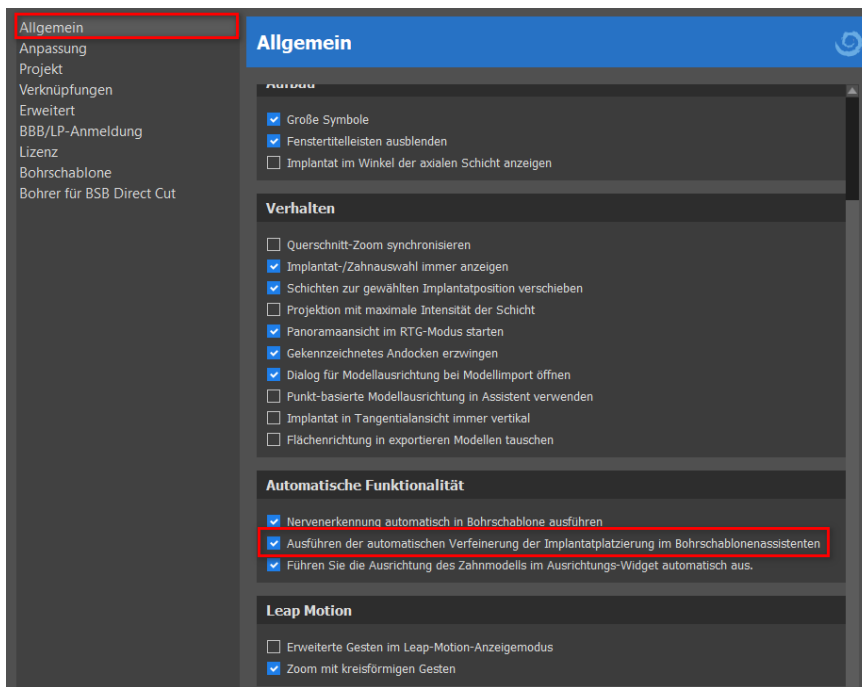 Allgemein
Anpassung
Projekt
Verknüpfungen
Erweitert
BBB/LP-Anmeldung
Lizenz
Bohrschablone
Bohrer für BSB Direct Cut
Allgemein
Aufbau
Große Symbole
Fenstertitelleisten ausblenden
Implantat im Winkel der axialen Schicht anzeigen
Verhalten
Querschnitt-Zoom synchronisieren
Implantat-/Zahnauswahl immer anzeigen
Schichten zur gewählten Implantatposition verschieben
Projektion mit maximale Intensität der Schicht
Panoramaansicht im RTG-Modus starten
Gekennzeichnetes Andocken erzwingen
Dialog für Modellausrichtung bei Modellimport öffnen
Punkt-basierte Modellausrichtung in Assistent verwenden
Implantat in Tangentialansicht immer vertikal
Flächenrichtung in exportieren Modellen tauschen
Automatische Funktionalität
Nervenerkennung automatisch in Bohrschablone ausführen
Ausführen der automatischen Verfeinerung der Implantatplatzierung im Bohrschablonenassistenten
Führen Sie die Ausrichtung des Zahnmodells im Ausrichtungs-Widget automatisch aus.
Leap Motion
Erweiterte Gesten im Leap-Motion-Anzeigemodus
Zoom mit kreisförmigen Gesten